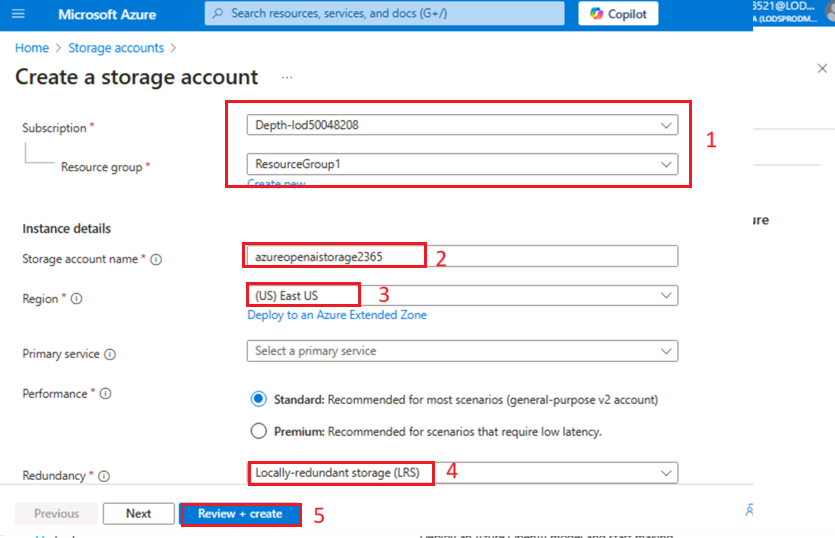 Microsoft Azure
Search resources, services, and docs (G+/)
Copilot
8521@LOD...
A (LODSPRODM...
Home > Storage accounts >
Create a storage account ...
Subscription *
Depth-lod50048208
1
Resource group *
ResourceGroup1
Create new
Instance details
ure
Storage account name *
azureopenaistorage2365
2
Region *
(US) East US
3
Deploy to an Azure Extended Zone
Primary service
Select a primary service
Performance *
Standard: Recommended for most scenarios (general-purpose v2 account)
Premium: Recommended for scenarios that require low latency.
Redundancy *
Locally-redundant storage (LRS)
4
Previous
Next
Review + create
5